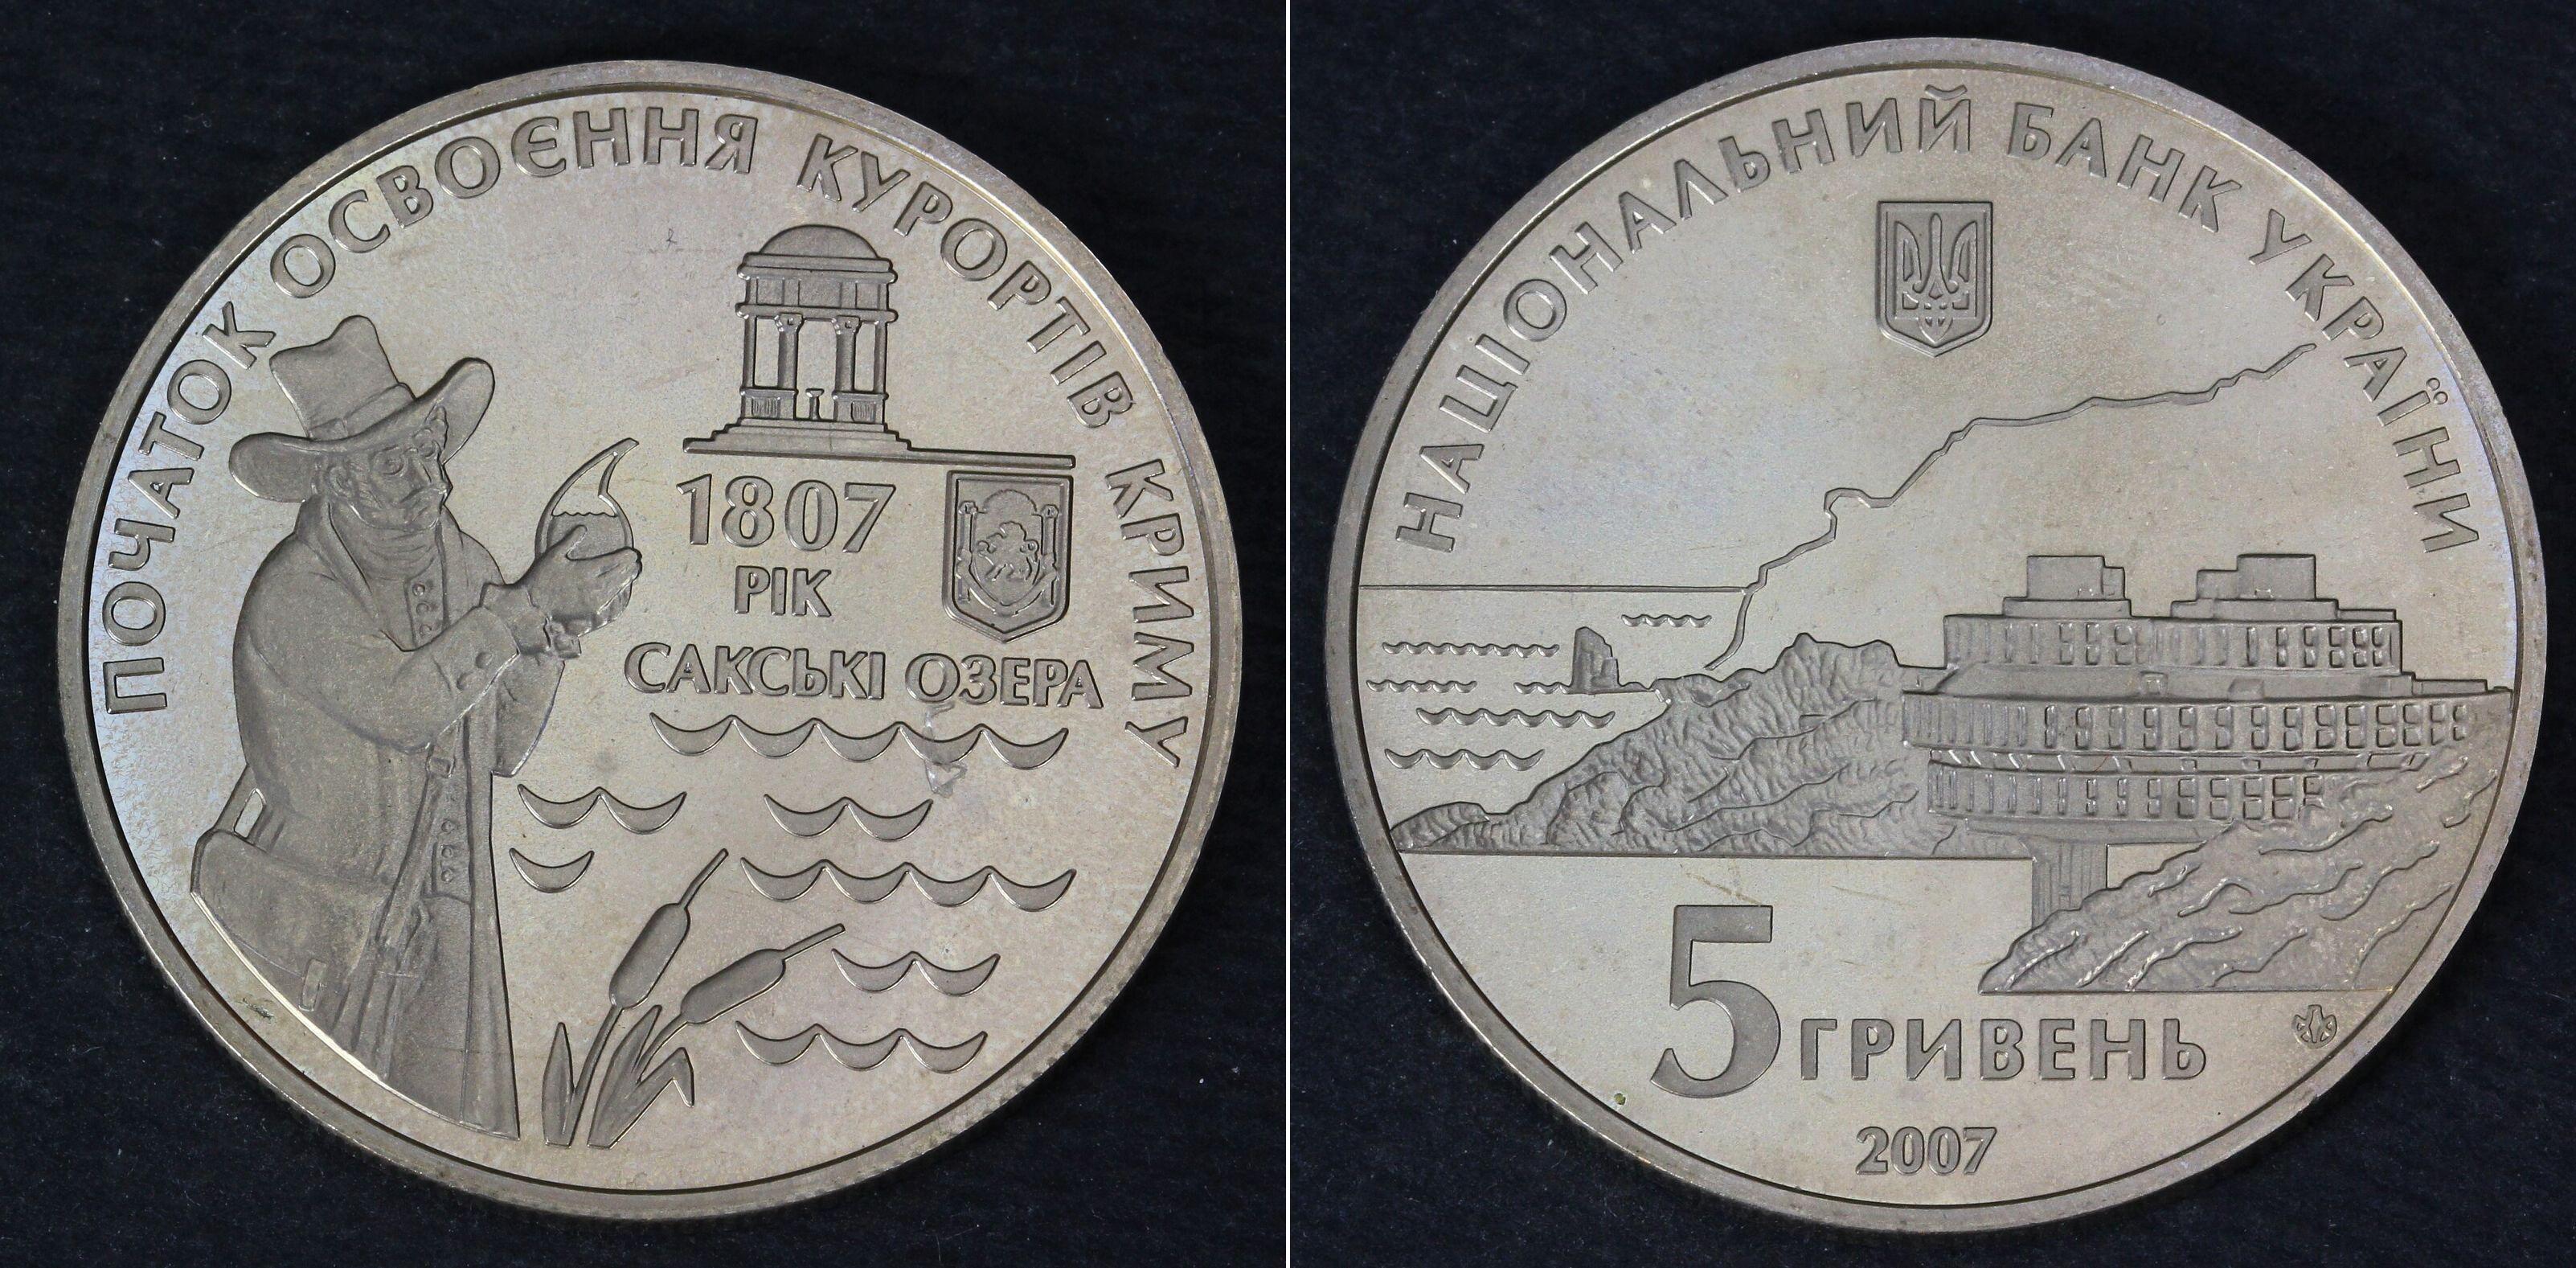 ПОЧАТОК ОСВОЄННЯ КУРОРТІВ КРИМУ
1807
РІК
САКСЬКІ ОЗЕРА
НАЦІОНАЛЬНИЙ БАНК УКРАЇНИ
5 ГРИВЕНЬ
2007